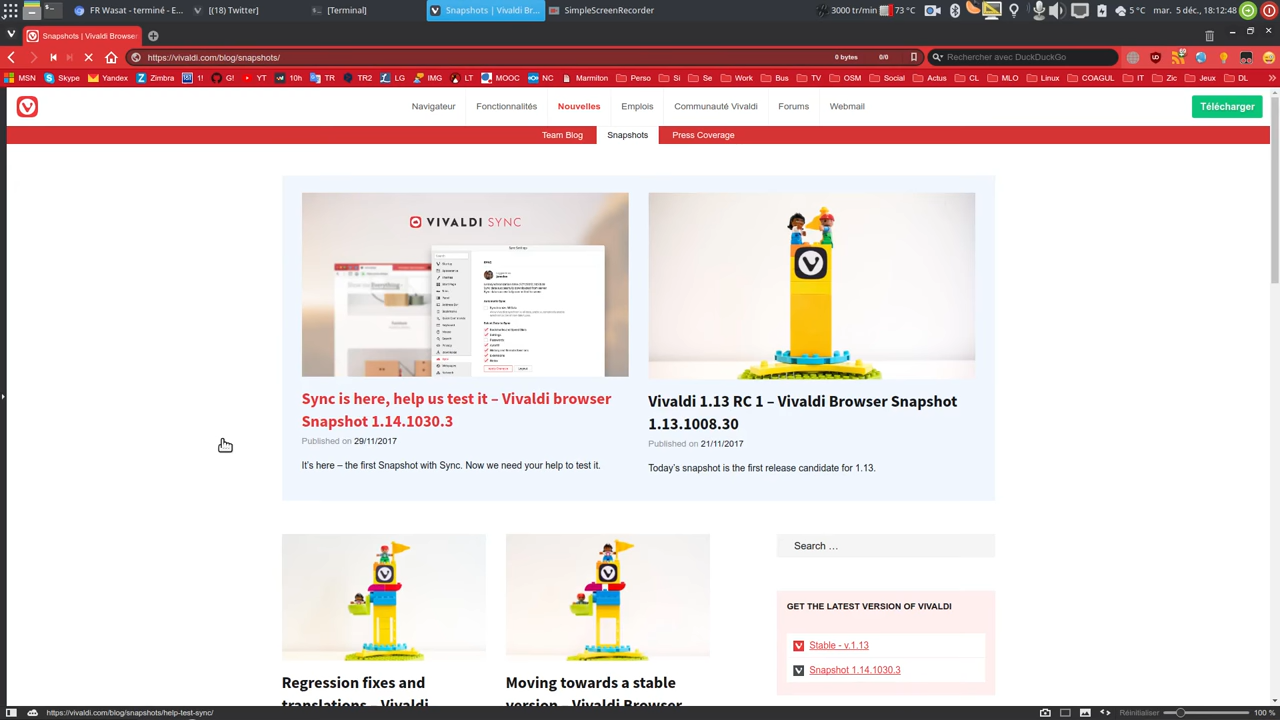 FR Wasat - terminé - E...
[(18) Twitter]
[Terminal]
Snapshots | Vivaldi Br...
SimpleScreenRecorder
3000 tr/min
73 °C
5 °C
mar. 5 déc., 18:12:48
Snapshots | Vivaldi Browser
https://vivaldi.com/blog/snapshots/
0 bytes
0/0
Rechercher avec DuckDuckGo
MSN
Skype
Yandex
Zimbra
1!
G!
YT
10h
TR
TR2
LG
IMG
LT
MOOC
NC
Marmiton
Perso
Si
Se
Work
Bus
TV
OSM
Social
Actus
CL
MLO
Linux
COAGUL
IT
Zic
Jeux
DL
Navigateur
Fonctionnalités
Nouvelles
Emplois
Communauté Vivaldi
Forums
Webmail
Télécharger
Team Blog
Snapshots
Press Coverage
VIVALDI SYNC
Sync is here, help us test it – Vivaldi browser
Snapshot 1.14.1030.3
Published on 29/11/2017
It's here – the first Snapshot with Sync. Now we need your help to test it.
Vivaldi 1.13 RC 1 – Vivaldi Browser Snapshot
1.13.1008.30
Published on 21/11/2017
Today's snapshot is the first release candidate for 1.13.
Regression fixes and
translations – Vivaldi
Moving towards a stable
version – Vivaldi Browser
Search …
GET THE LATEST VERSION OF VIVALDI
Stable - v.1.13
Snapshot 1.14.1030.3
https://vivaldi.com/blog/snapshots/help-test-sync/
Réinitialiser
100 %